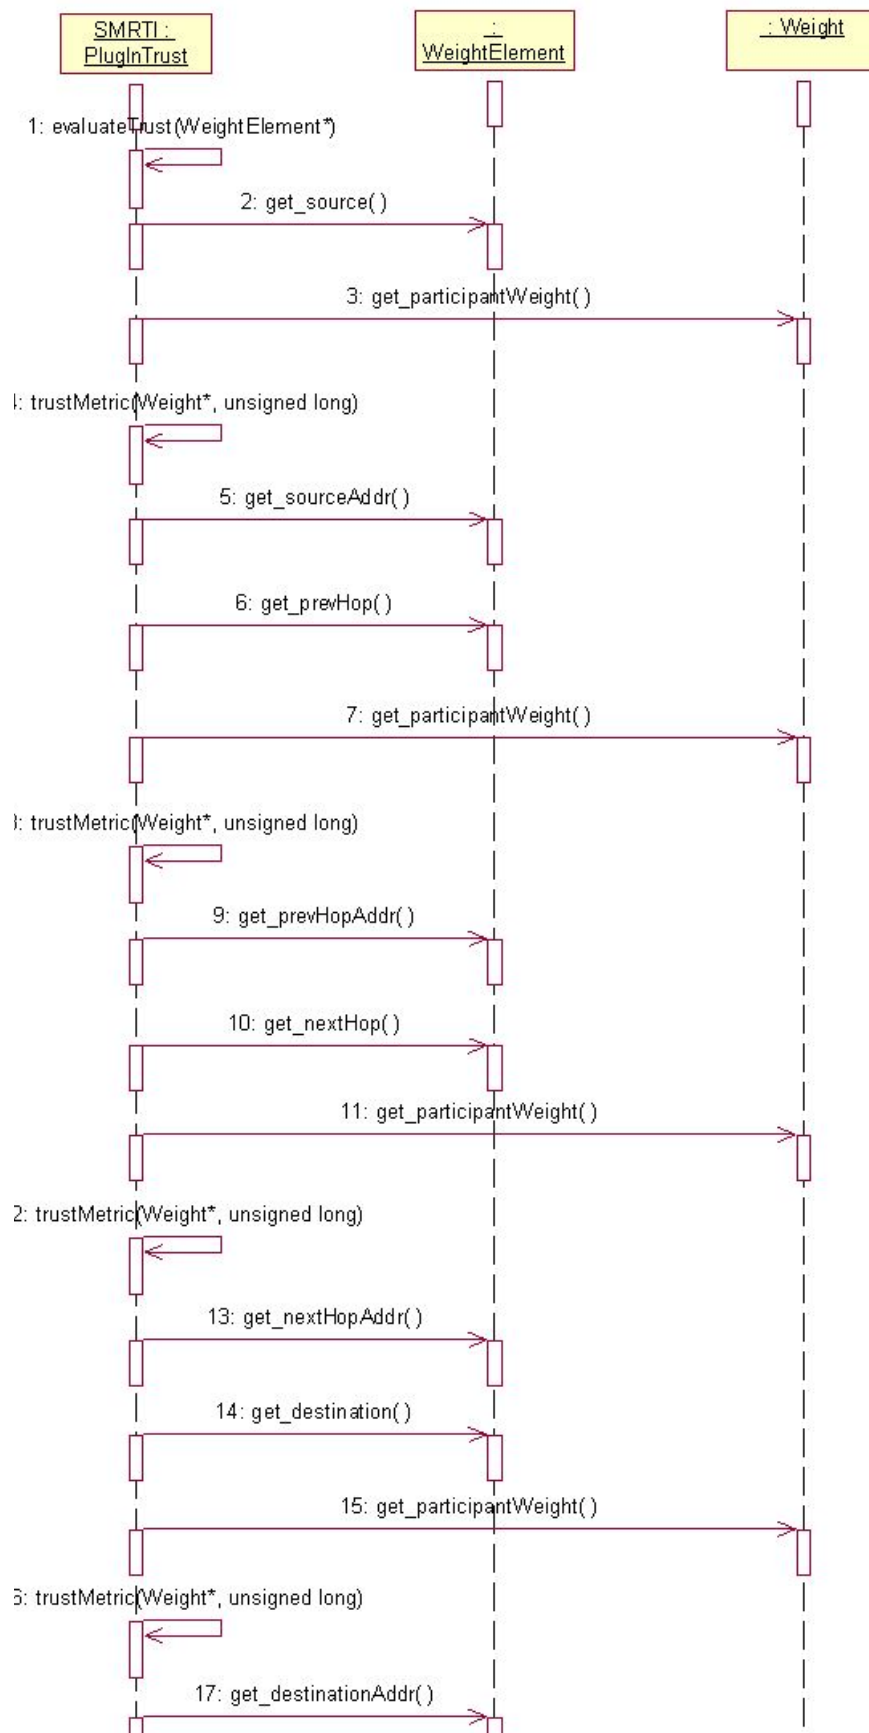 SMRTI :
PlugInTrust
:
WeightElement
: Weight
1: evaluateTrust(WeightElement*)
2: get_source( )
3: get_participantWeight( )
: trustMetric(Weight*, unsigned long)
5: get_sourceAddr( )
6: get_prevHop( )
7: get_participantWeight( )
: trustMetric(Weight*, unsigned long)
9: get_prevHopAddr( )
10: get_nextHop( )
11: get_participantWeight( )
2: trustMetric(Weight*, unsigned long)
13: get_nextHopAddr( )
14: get_destination( )
15: get_participantWeight( )
6: trustMetric(Weight*, unsigned long)
17: get_destinationAddr( )